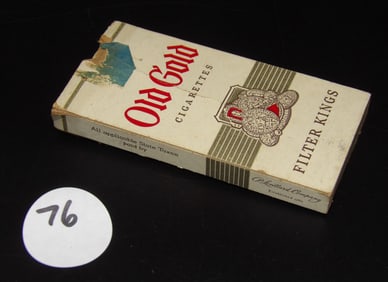 Old Gold
CIGARETTES
FILTER KINGS
All applicable State Taxes
paid by
P. Lorillard Company
76